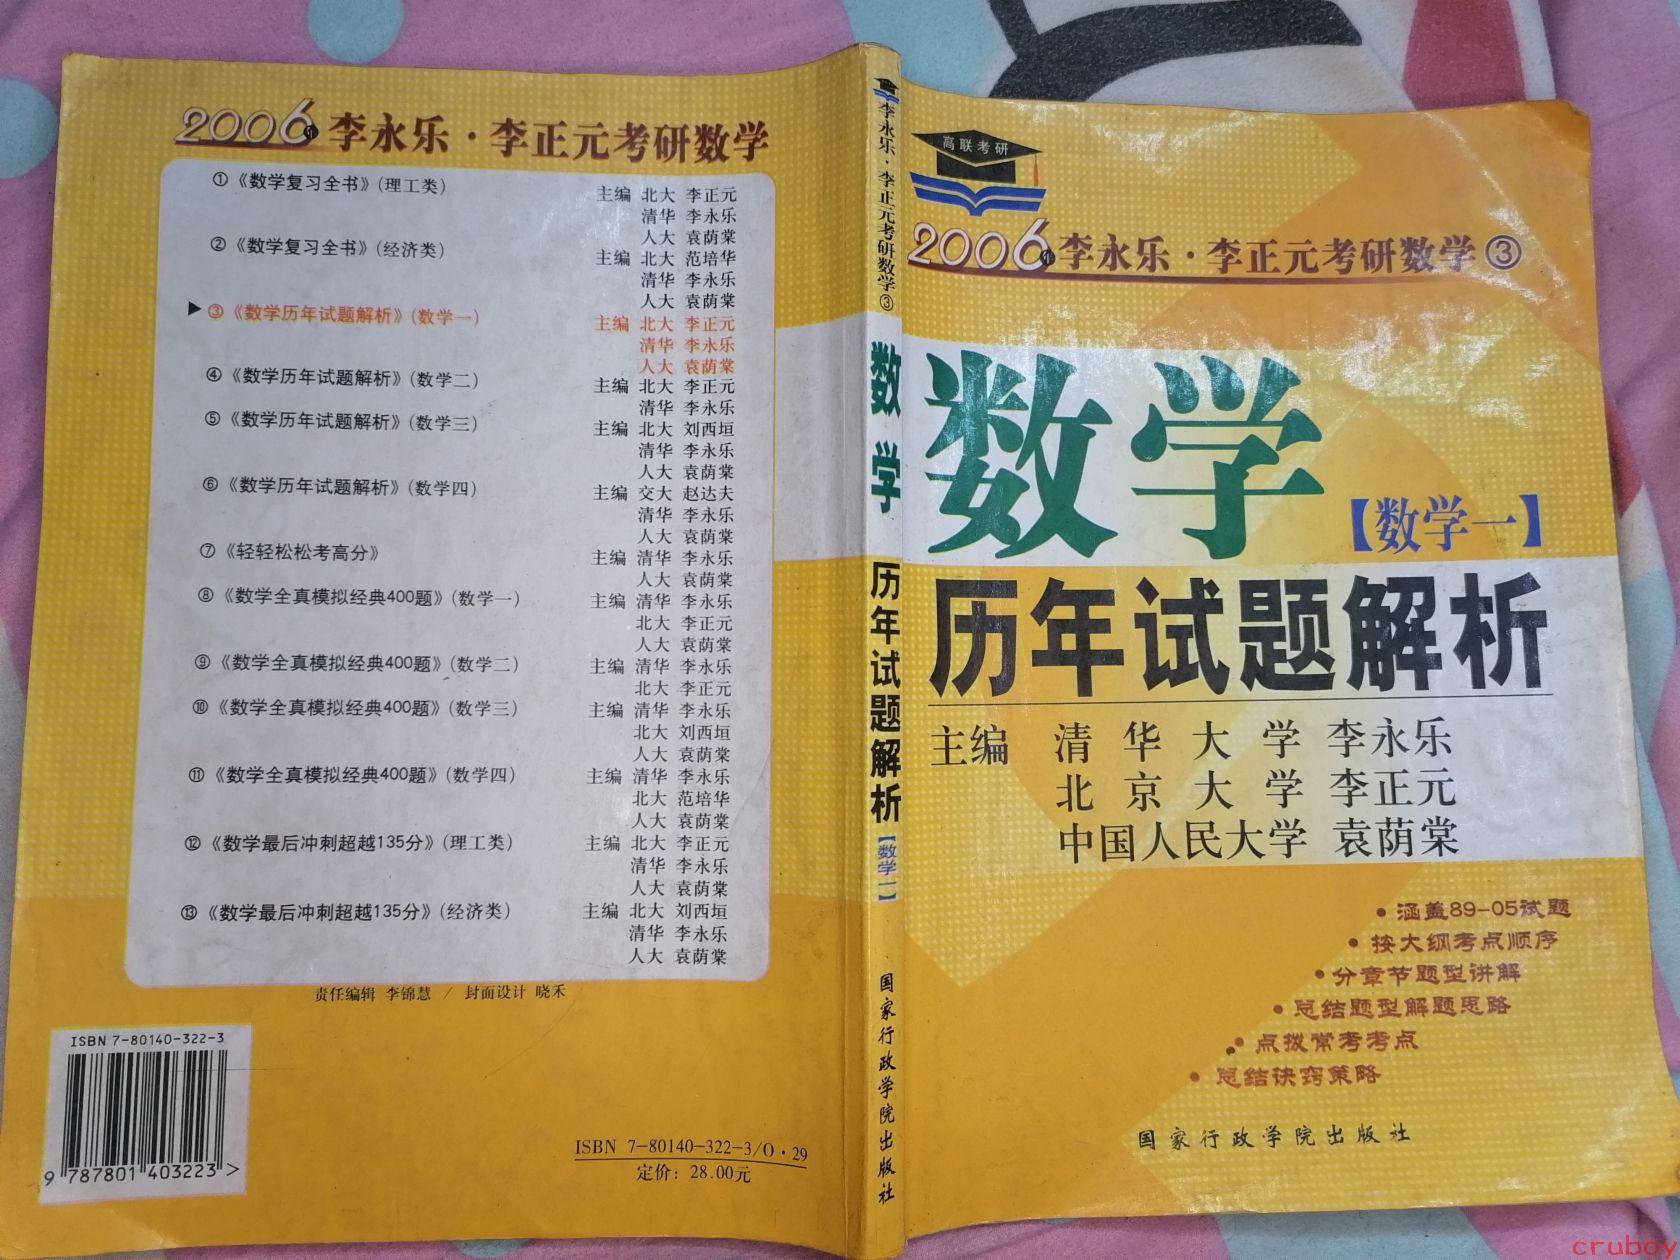 2006年李永乐·李正元考研数学
①《数学复习全书》(理工类) 主编 北大 李正元
清华 李永乐
人大 袁荫棠
②《数学复习全书》(经济类) 主编 北大 范培华
清华 李永乐
人大 袁荫棠
▶③《数学历年试题解析》(数学一) 主编 北大 李正元
清华 李永乐
人大 袁荫棠
④《数学历年试题解析》(数学二) 主编 北大 李正元
清华 李永乐
⑤《数学历年试题解析》(数学三) 主编 北大 刘西垣
清华 李永乐
人大 袁荫棠
⑥《数学历年试题解析》(数学四) 主编 交大 赵达夫
清华 李永乐
人大 袁荫棠
⑦《轻轻松松考高分》 主编 清华 李永乐
人大 袁荫棠
⑧《数学全真模拟经典400题》(数学一) 主编 清华 李永乐
北大 李正元
人大 袁荫棠
⑨《数学全真模拟经典400题》(数学二) 主编 清华 李永乐
北大 李正元
⑩《数学全真模拟经典400题》(数学三) 主编 清华 李永乐
北大 刘西垣
人大 袁荫棠
⑪《数学全真模拟经典400题》(数学四) 主编 清华 李永乐
北大 范培华
人大 袁荫棠
⑫《数学最后冲刺超越135分》(理工类) 主编 北大 李正元
清华 李永乐
人大 袁荫棠
⑬《数学最后冲刺超越135分》(经济类) 主编 北大 刘西垣
清华 李永乐
人大 袁荫棠
责任编辑 李锦慧 / 封面设计 晓禾
ISBN 7-80140-322-3
9 787801 403223 >
ISBN 7-80140-322-3/O·29
定价：28.00元
李永乐·李正元考研数学③
数学
历年试题解析
【数学一】
国家行政学院出版社
高联考研
2006年李永乐·李正元考研数学③
数学
【数学一】
历年试题解析
主编 清华大学 李永乐
北京大学 李正元
中国人民大学 袁荫棠
•涵盖89-05试题
•按大纲考点顺序
•分章节题型讲解
•总结题型解题思路
•点拨常考考点
•总结诀窍策略
国家行政学院出版社
cruboy